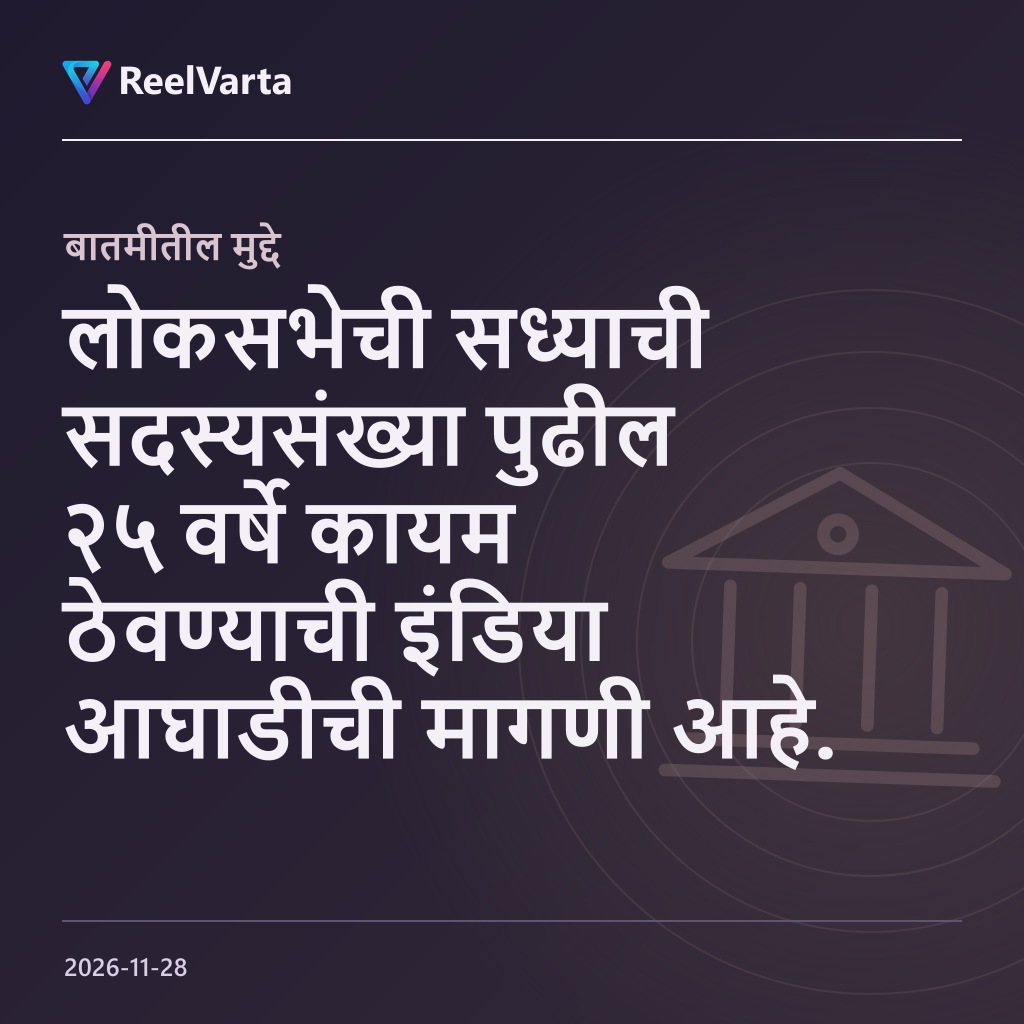 ReelVarta
बातमीतील मुद्दे
लोकसभेची सध्याची
सदस्यसंख्या पुढील
२५ वर्षे कायम
ठेवण्याची इंडिया
आघाडीची मागणी आहे.
2026-11-28